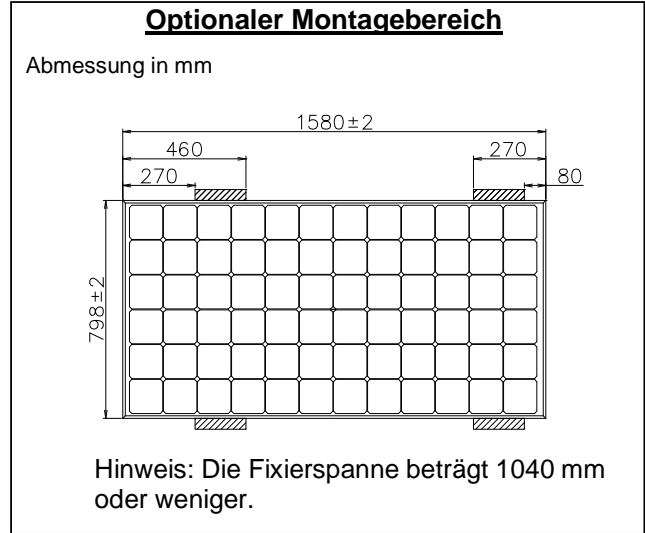 Optionaler Montagebereich
Abmessung in mm
1580±2
460
270
270
80
798±2
Hinweis: Die Fixierspanne beträgt 1040 mm
oder weniger.